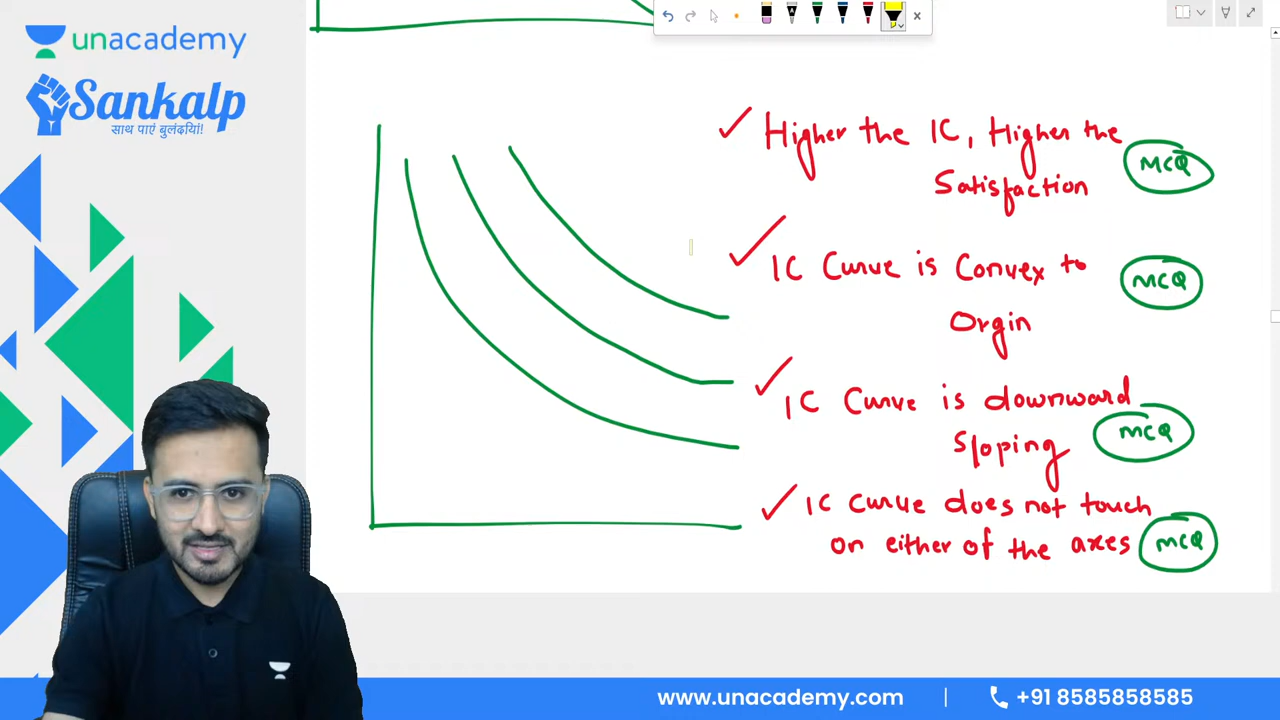 unacademy
Sankalp
साथ पाएं बुलंदियां!
Higher the IC, Higher the
Satisfaction
MCQ
IC Curve is Convex to
Orgin
MCQ
IC Curve is downward
Sloping
MCQ
IC Curve does not touch
on either of the axes
MCQ
www.unacademy.com | +91 8585858585